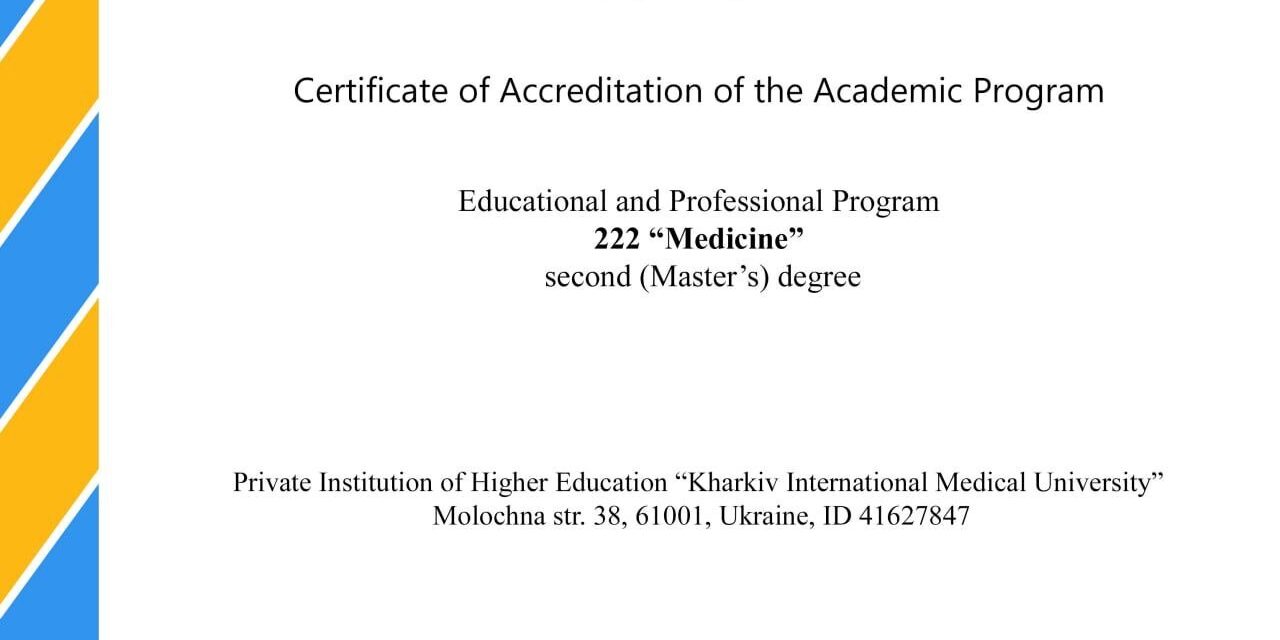 Certificate of Accreditation of the Academic Program
Educational and Professional Program
222 “Medicine”
second (Master’s) degree
Private Institution of Higher Education “Kharkiv International Medical University”
Molochna str. 38, 61001, Ukraine, ID 41627847